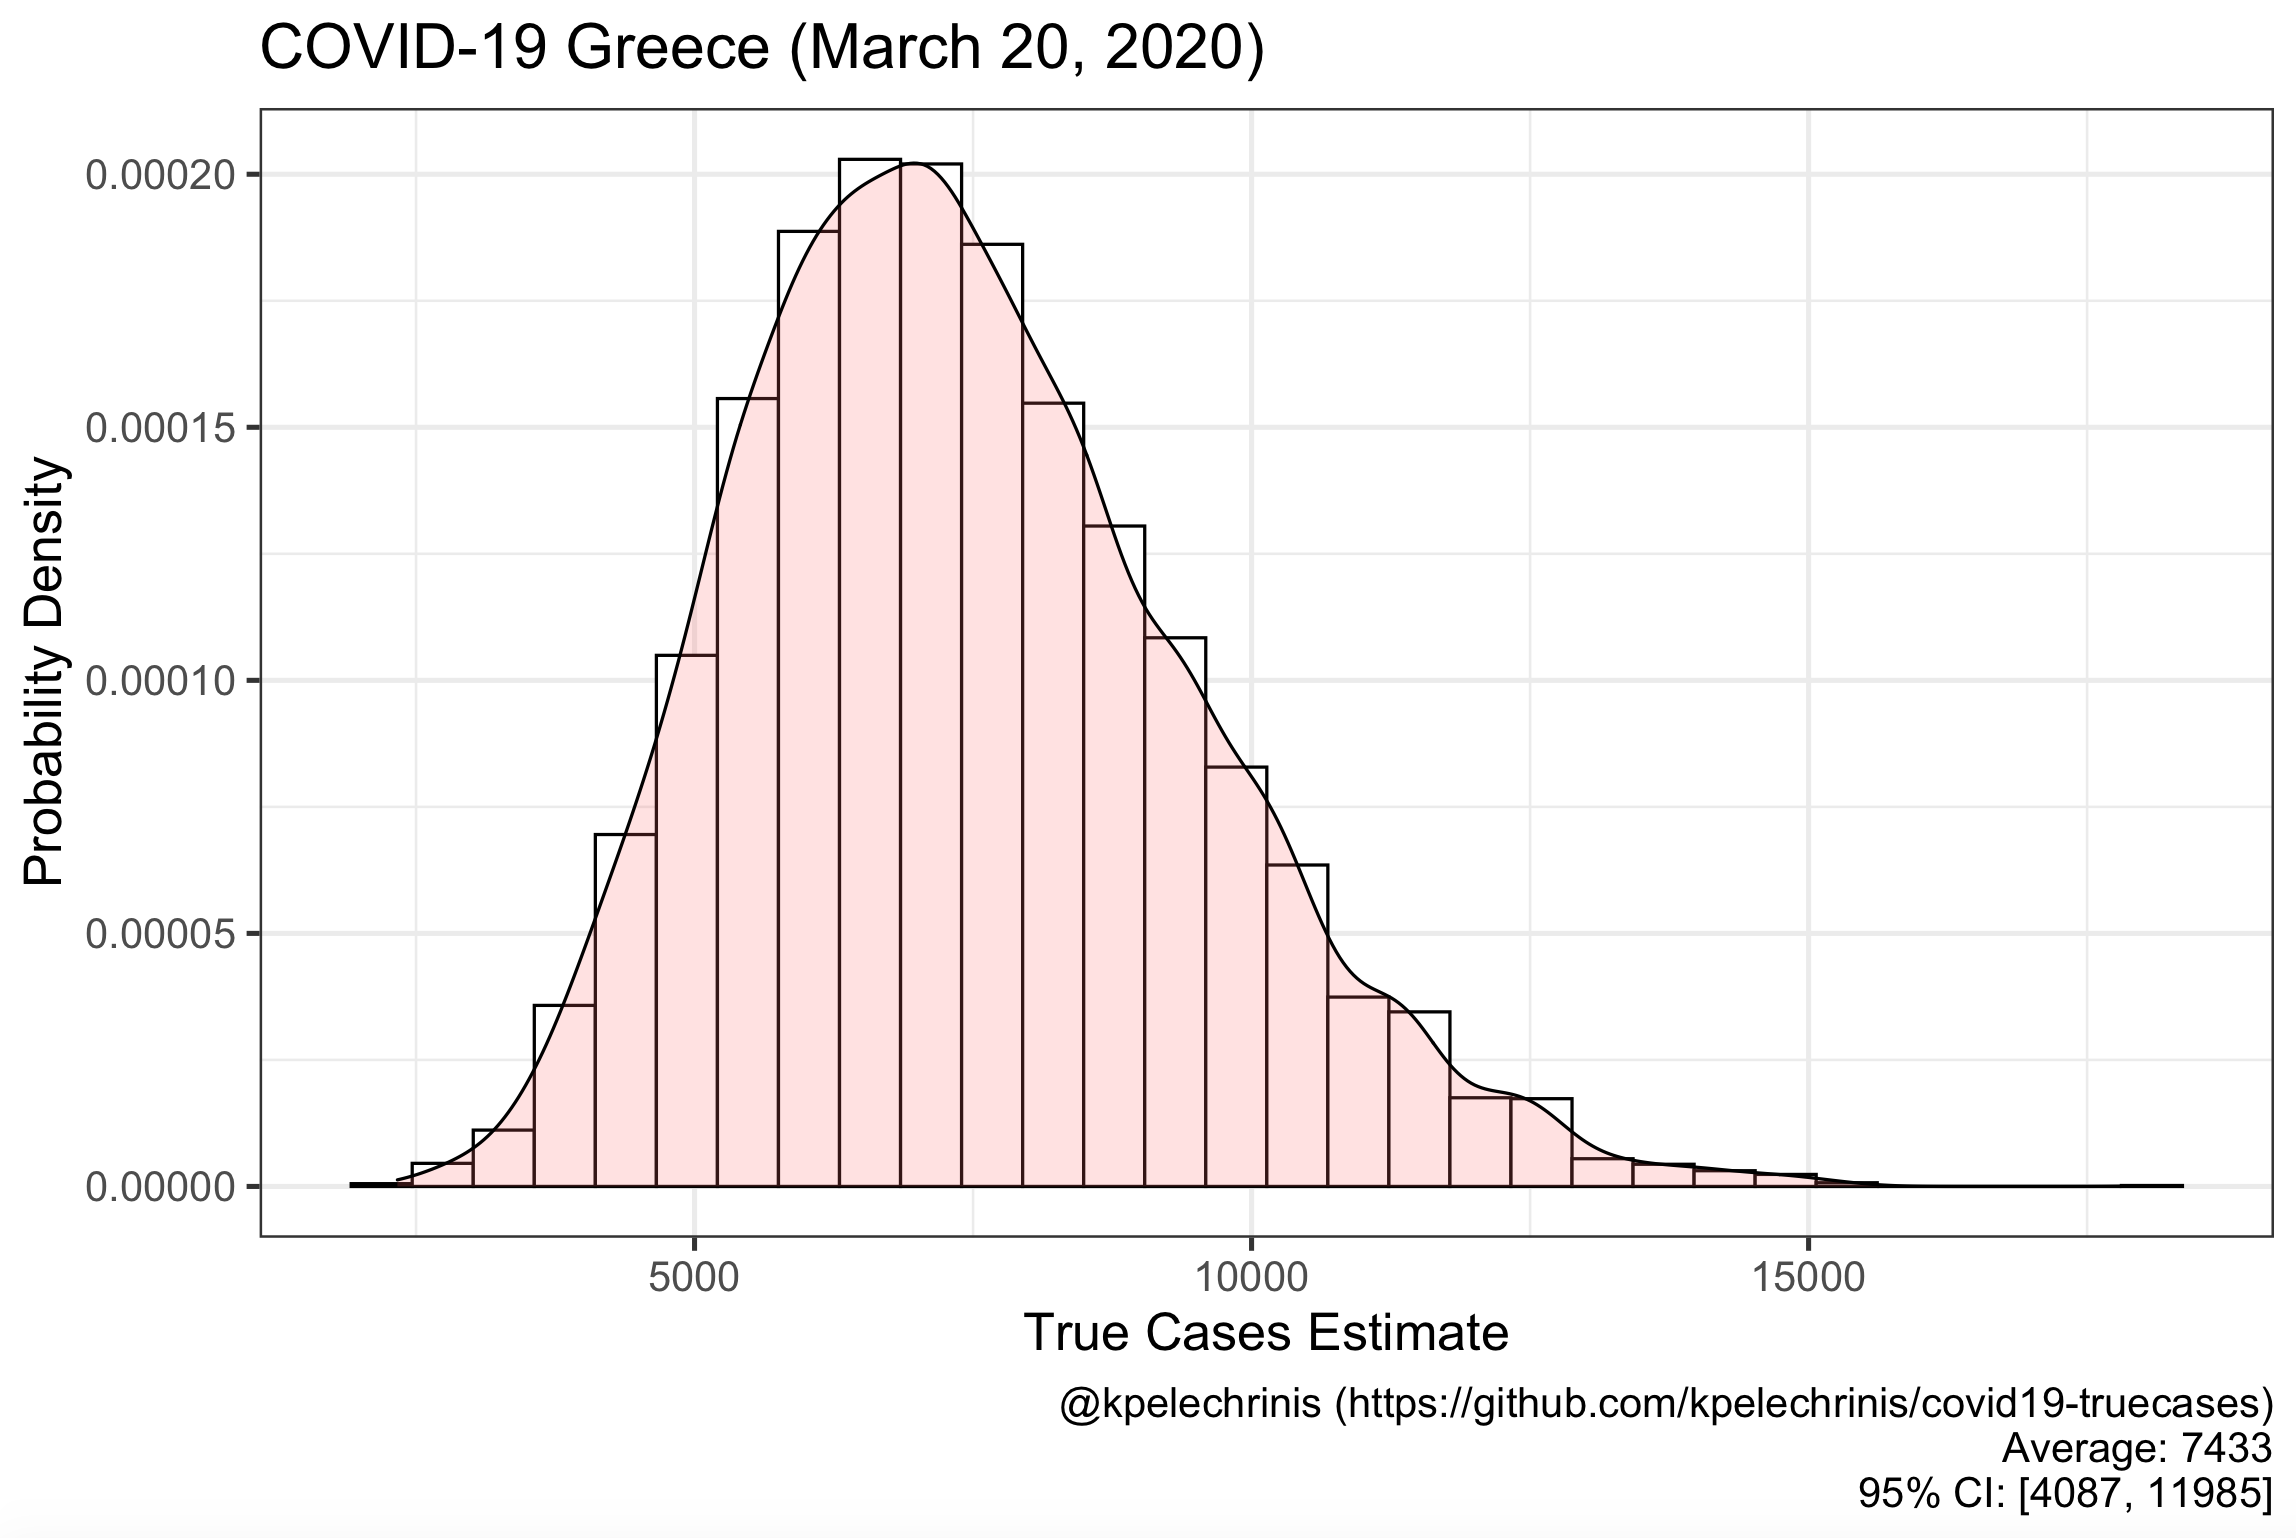 COVID-19 Greece (March 20, 2020)
Probability Density
0.00020
0.00015
0.00010
0.00005
0.00000
5000 10000 15000
True Cases Estimate
@kpelechrinis (https://github.com/kpelechrinis/covid19-truecases)
Average: 7433
95% CI: [4087, 11985]